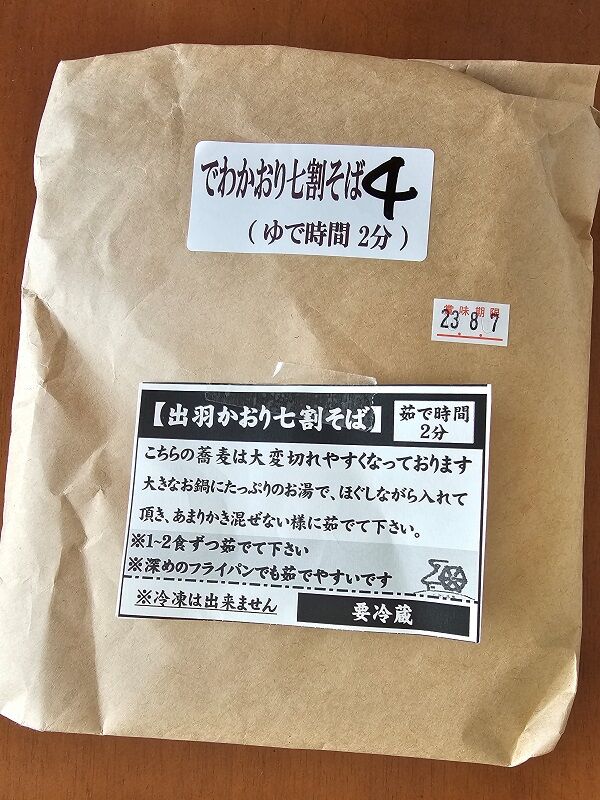 でわかおり七割そば4
(ゆで時間 2分)
賞味期限
23.8.7
【出羽かおり七割そば】
茹で時間
2分
こちらの蕎麦は大変切れやすくなっております
大きなお鍋にたっぷりのお湯で、ほぐしながら入れて
頂き、あまりかき混ぜない様に茹でて下さい。
※1~2食ずつ茹でて下さい
※深めのフライパンでも茹でやすいです
※冷凍は出来ません
要冷蔵